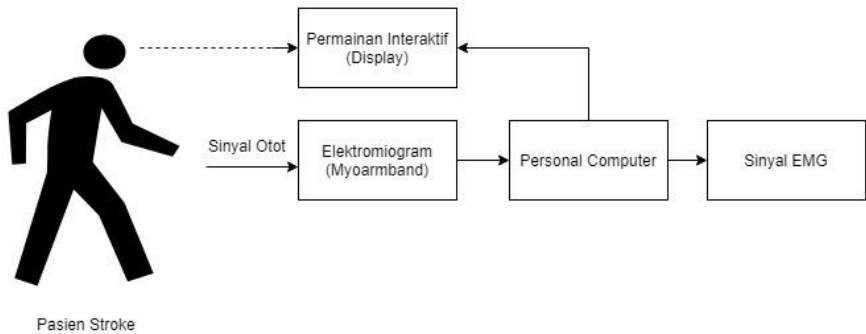 Permainan Interaktif
(Display)
Sinyal Otot
Elektromiogram
(Myoarmband)
Personal Computer
Sinyal EMG
Pasien Stroke